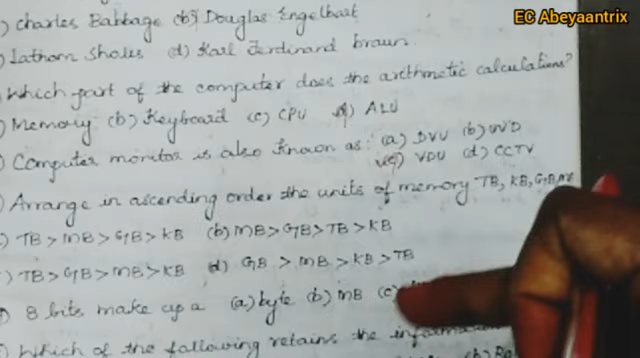 EC Abeyaantrix
) Charles Babbage (b) Douglas Engelbart
) Lathom Sholes (d) Karl Ferdinand braun.
Which part of the computer does the arithmetic calculations?
) Memory (b) Keyboard (c) CPU (d) ALU
) Computer monitor is also known as : (a) DVU (b) UVD
(c) VDU (d) CCTV
) Arrange in ascending order the units of memory TB, KB, GB,
) TB > MB > GB > KB (b) MB > GB > TB > KB
) TB > GB > MB > KB (d) GB > MB > KB > TB
8 bits make up a (a) byte (b) MB (c)
Which of the following retains the